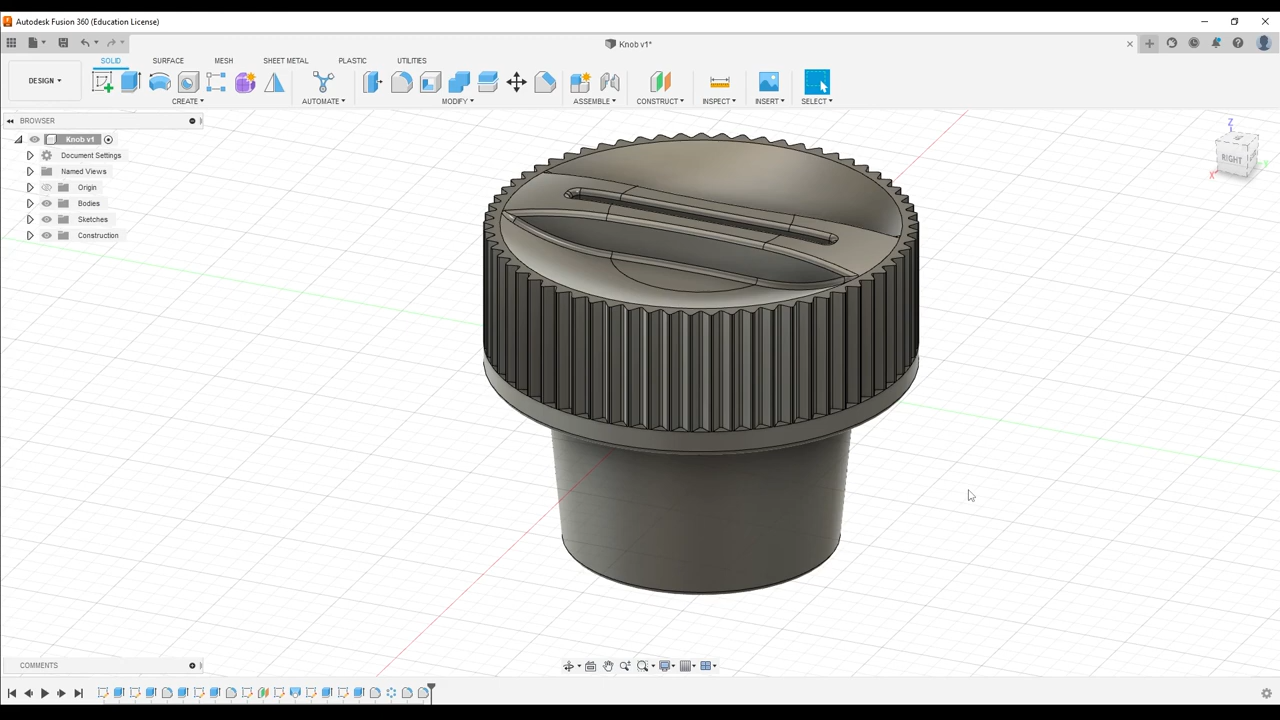 Autodesk Fusion 360 (Education License)
Knob v1*
SOLID SURFACE MESH SHEET METAL PLASTIC UTILITIES
DESIGN
CREATE AUTOMATE MODIFY ASSEMBLE CONSTRUCT INSPECT INSERT SELECT
BROWSER
Knob v1
Document Settings
Named Views
Origin
Bodies
Sketches
Construction
Z
RIGHT
X
Y
COMMENTS